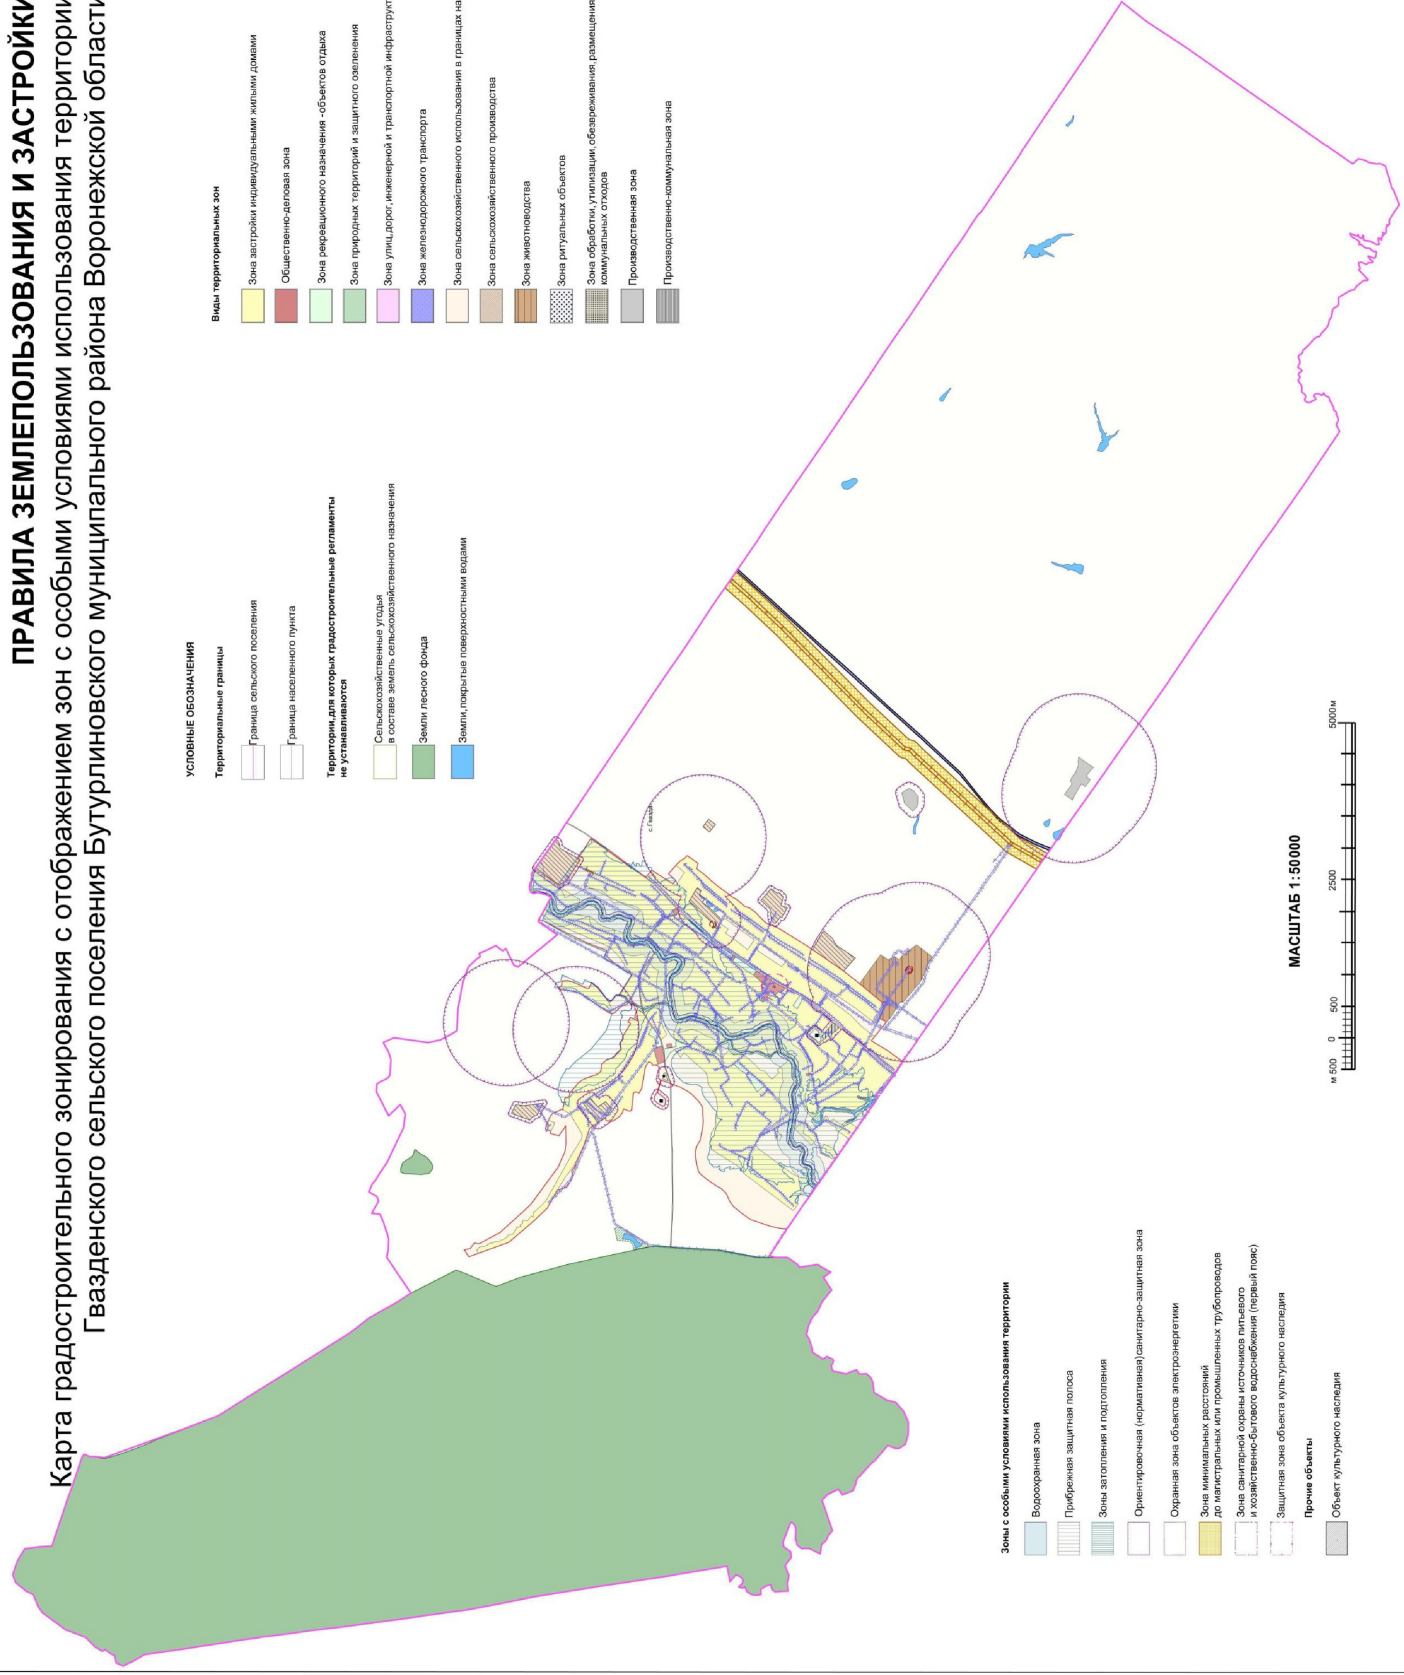 ПРАВИЛА ЗЕМЛЕПОЛЬЗОВАНИЯ И ЗАСТРОЙКИ
Карта градостроительного зонирования с отображением зон с особыми условиями использования территории
Гвазденского сельского поселения Бутурлиновского муниципального района Воронежской области
УСЛОВНЫЕ ОБОЗНАЧЕНИЯ
Территориальные границы
Граница сельского поселения
Граница населенного пункта
Территории, для которых градостроительные регламенты
не устанавливаются
Сельскохозяйственные угодья
в составе земель сельскохозяйственного назначения
Земли лесного фонда
Земли, покрытые поверхностными водами
Виды территориальных зон
Зона застройки индивидуальными жилыми домами
Общественно-деловая зона
Зона рекреационного назначения -объектов отдыха
Зона природных территорий и защитного озеленения
Зона улиц, дорог, инженерной и транспортной инфраструкт
Зона железнодорожного транспорта
Зона сельскохозяйственного использования в границах на
Зона сельскохозяйственного производства
Зона животноводства
Зона ритуальных объектов
Зона обработки, утилизации, обезвреживания, размещения
коммунальных отходов
Производственная зона
Производственно-коммунальная зона
с. Гвазда
Зоны с особыми условиями использования территории
Водоохранная зона
Прибрежная защитная полоса
Зоны затопления и подтопления
Ориентировочная (нормативная) санитарно-защитная зона
Охранная зона объектов электроэнергетики
Зона минимальных расстояний
до магистральных или промышленных трубопроводов
Зона санитарной охраны источников питьевого
и хозяйственно-бытового водоснабжения (первый пояс)
Защитная зона объекта культурного наследия
Прочие объекты
Объект культурного наследия
МАСШТАБ 1:50000
м 500 0 500 2500 5000м